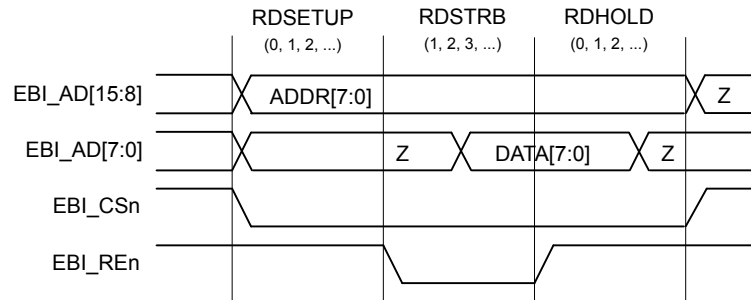 RDSETUP RDSTRB RDHOLD
(0, 1, 2, ...) (1, 2, 3, ...) (0, 1, 2, ...)
EBI_AD[15:8] ADDR[7:0] Z
EBI_AD[7:0] Z DATA[7:0] Z
EBI_CSn
EBI_REn